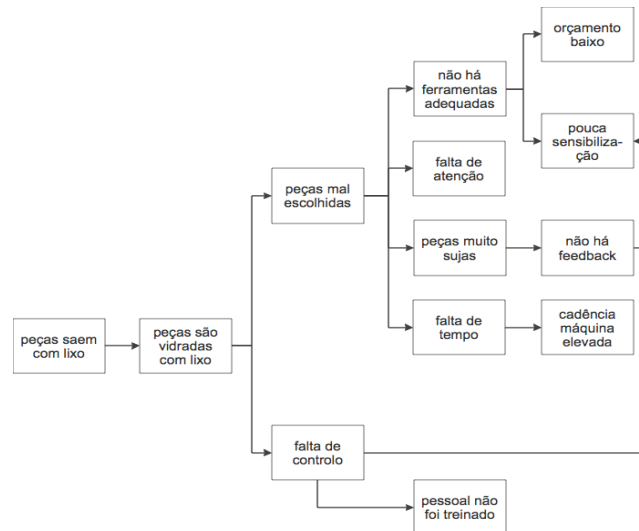 orçamento
baixo
não há
ferramentas
adequadas
pouca
sensibiliza-
ção
falta de
atenção
peças mal
escolhidas
peças muito
sujas
não há
feedback
peças saem
com lixo
peças são
vidradas
com lixo
falta de
tempo
cadência
máquina
elevada
falta de
controlo
pessoal não
foi treinado